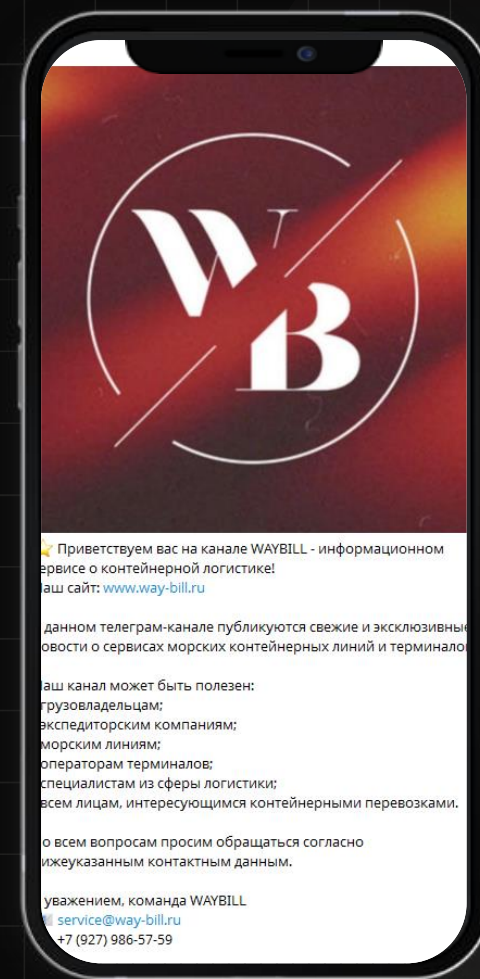 WB
Приветствуем вас на канале WAYBILL - информационном
ервисе о контейнерной логистике!
аш сайт: www.way-bill.ru
данном телеграм-канале публикуются свежие и эксклюзивные
овости о сервисах морских контейнерных линий и терминало
аш канал может быть полезен:
грузовладельцам;
экспедиторским компаниям;
морским линиям;
операторам терминалов;
специалистам из сферы логистики;
всем лицам, интересующимся контейнерными перевозками.
о всем вопросам просим обращаться согласно
ижеуказанным контактным данным.
уважением, команда WAYBILL
service@way-bill.ru
+7 (927) 986-57-59